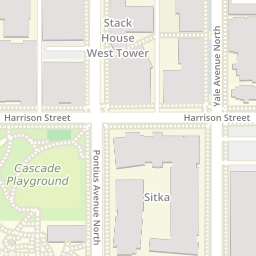 Stack
House
West Tower
Yale Avenue North
Harrison Street
Harrison Street
Cascade
Playground
Pontius Avenue North
Sitka